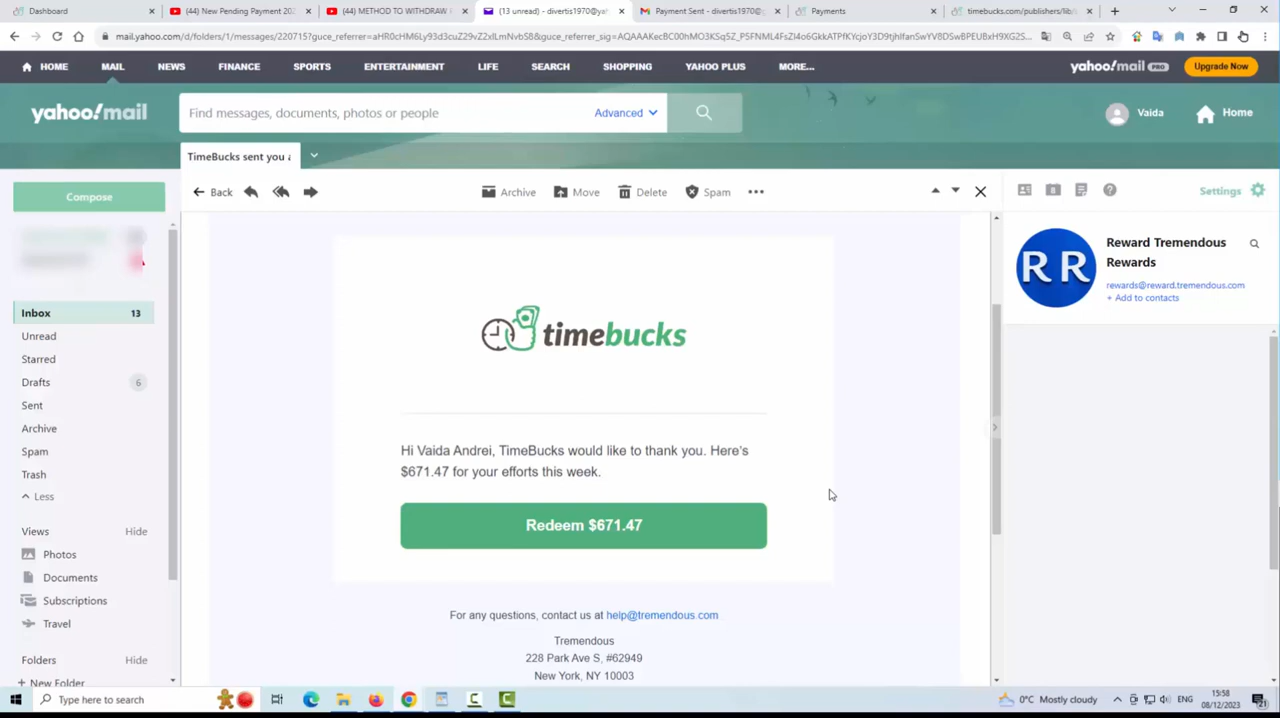 Dashboard
(44) New Pending Payment 202
(44) METHOD TO WITHDRAW
(13 unread) - divertis1970@ya
Payment Sent - divertis1970@g
Payments
timebucks.com/publishers/lib/
HOME
MAIL
NEWS
FINANCE
SPORTS
ENTERTAINMENT
LIFE
SEARCH
SHOPPING
YAHOO PLUS
MORE...
yahoo!mail PRO
Upgrade Now
yahoo!mail
Find messages, documents, photos or people
Advanced
Vaida
Home
TimeBucks sent you
Compose
Back
Archive
Move
Delete
Spam
Settings
Inbox 13
Unread
Starred
Drafts 6
Sent
Archive
Spam
Trash
Less
Views Hide
Photos
Documents
Subscriptions
Travel
Folders Hide
+ New Folder
timebucks
Hi Vaida Andrei, TimeBucks would like to thank you. Here's
$671.47 for your efforts this week.
Redeem $671.47
For any questions, contact us at help@tremendous.com
Tremendous
228 Park Ave S, #62949
New York, NY 10003
RR
Reward Tremendous
Rewards
rewards@reward.tremendous.com
+ Add to contacts
Type here to search
0°C Mostly cloudy
ENG
15:58
08/12/2023